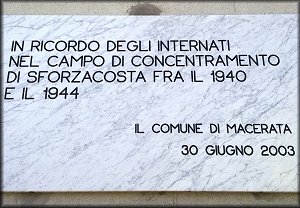 IN RICORDO DEGLI INTERNATI
NEL CAMPO DI CONCENTRAMENTO
DI SFORZACOSTA FRA IL 1940
E IL 1944
IL COMUNE DI MACERATA
30 GIUGNO 2003